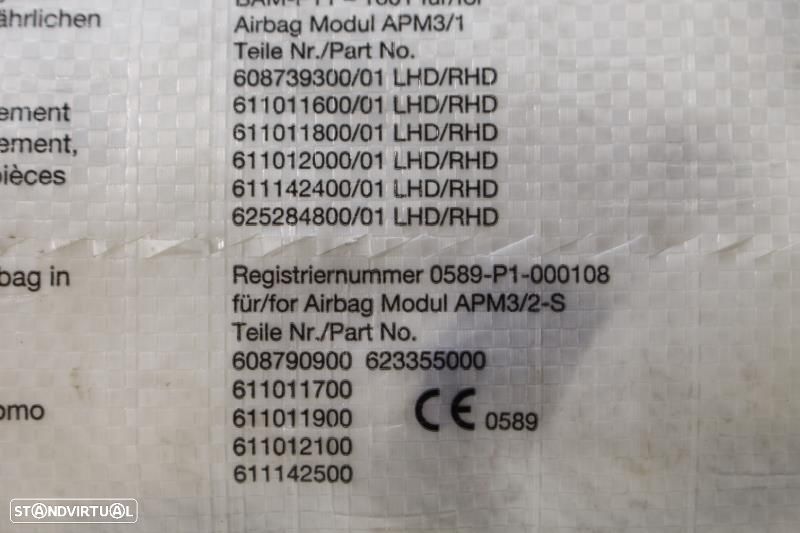 ährlichen
ement
ement,
pièces
bag in
omo
Airbag Modul APM3/1
Teile Nr./Part No.
608739300/01 LHD/RHD
611011600/01 LHD/RHD
611011800/01 LHD/RHD
611012000/01 LHD/RHD
611142400/01 LHD/RHD
625284800/01 LHD/RHD
Registriernummer 0589-P1-000108
für/for Airbag Modul APM3/2-S
Teile Nr./Part No.
608790900 623355000
611011700
611011900
611012100
611142500
CE 0589
STANDVIRTUAL